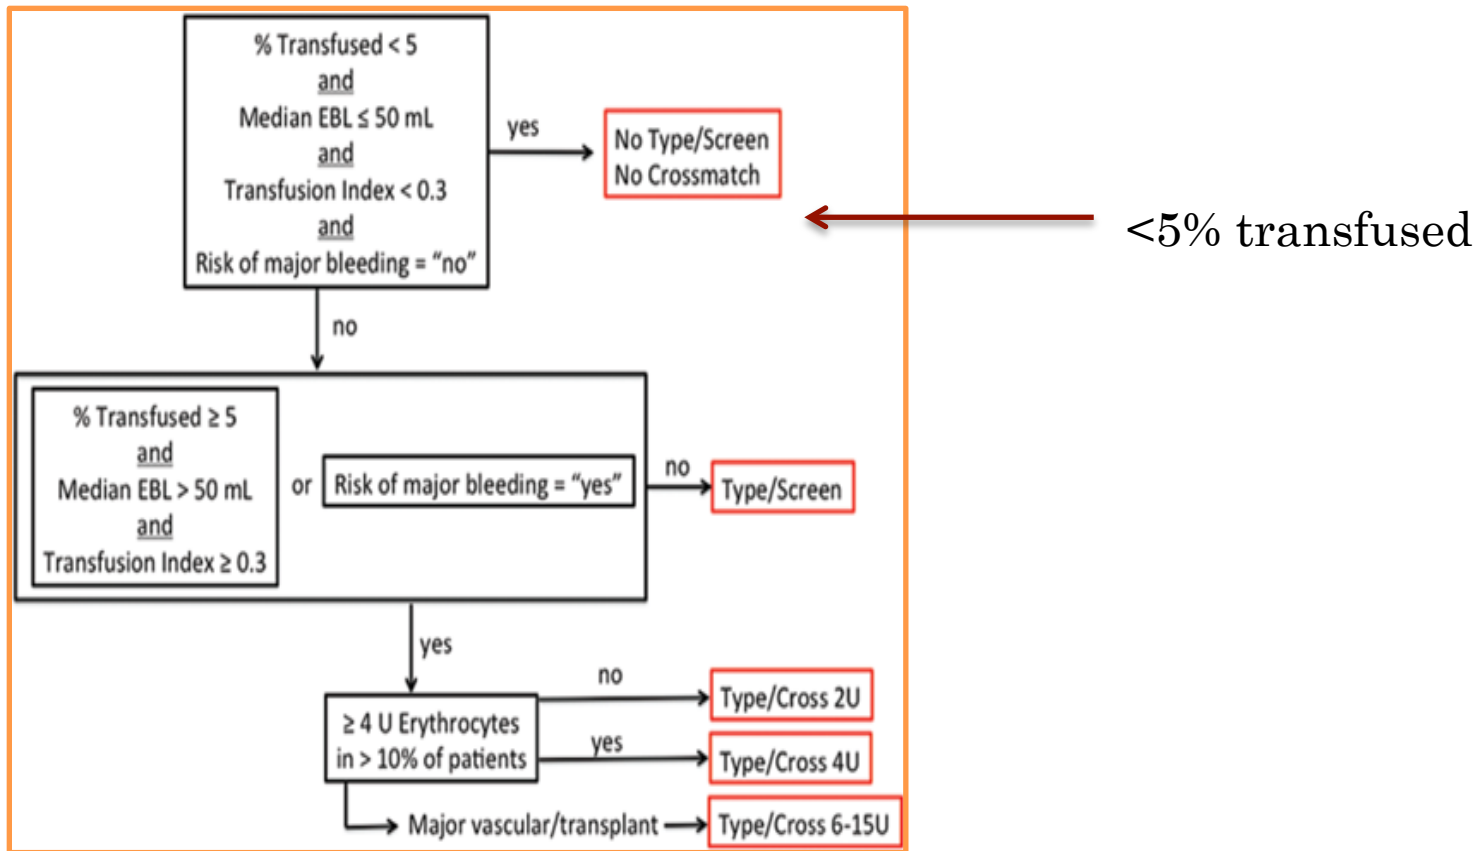 % Transfused < 5
and
Median EBL ≤ 50 mL
and
Transfusion Index < 0.3
and
Risk of major bleeding = “no”
yes
No Type/Screen
No Crossmatch
<5% transfused
no
% Transfused ≥ 5
and
Median EBL > 50 mL
and
Transfusion Index ≥ 0.3
or
Risk of major bleeding = “yes”
no
Type/Screen
yes
≥ 4 U Erythrocytes
in > 10% of patients
no
Type/Cross 2U
yes
Type/Cross 4U
Major vascular/transplant
Type/Cross 6-15U